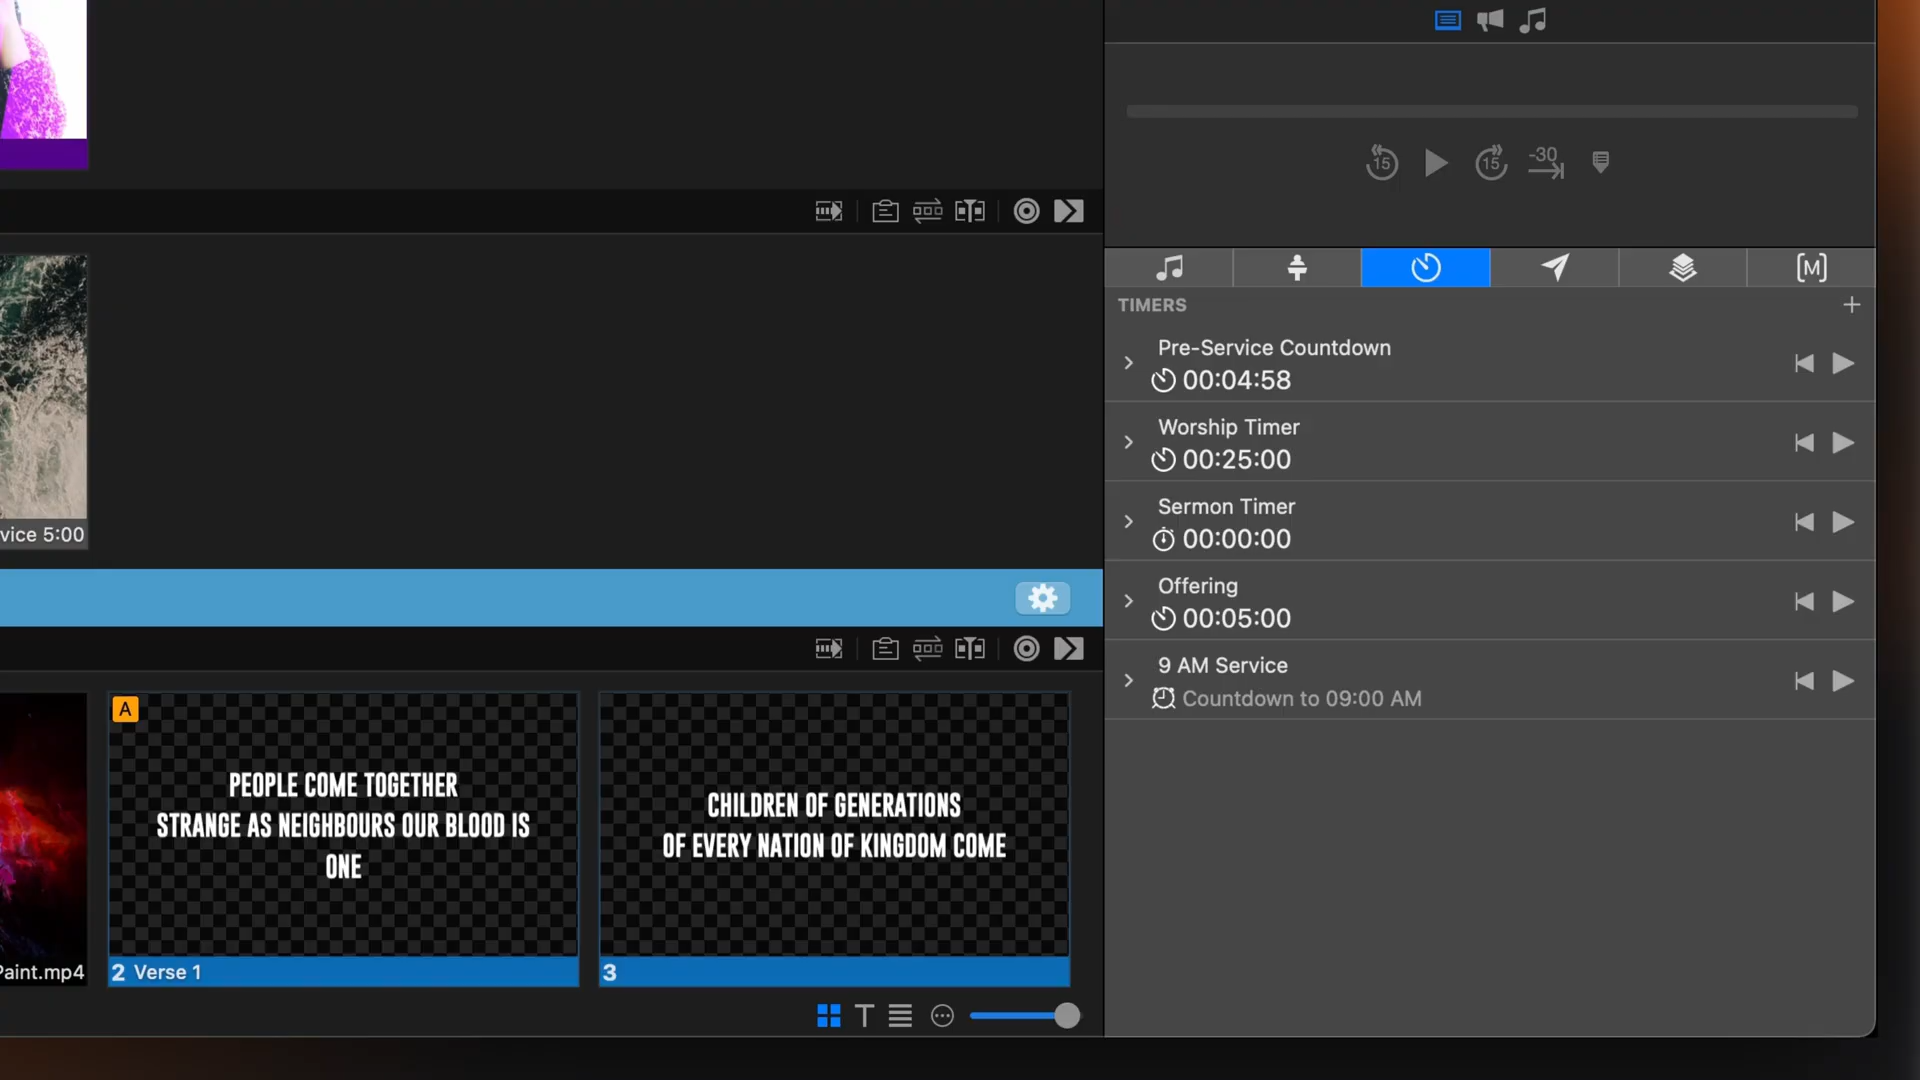 15
15
-30
[M]
TIMERS
Pre-Service Countdown
00:04:58
Worship Timer
00:25:00
Sermon Timer
00:00:00
Offering
00:05:00
9 AM Service
Countdown to 09:00 AM
vice 5:00
A
PEOPLE COME TOGETHER
STRANGE AS NEIGHBOURS OUR BLOOD IS
ONE
CHILDREN OF GENERATIONS
OF EVERY NATION OF KINGDOM COME
Paint.mp4
2 Verse 1
3
T